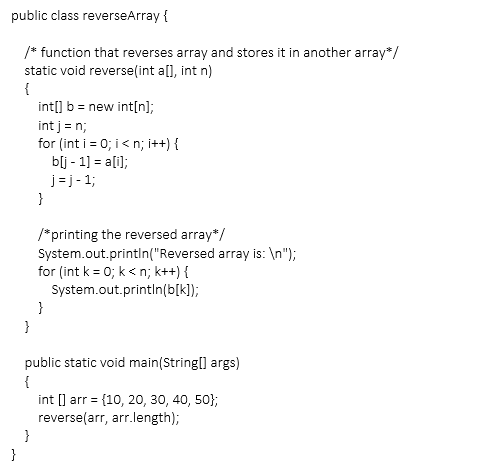 public class reverseArray {
/* function that reverses array and stores it in another array*/
static void reverse(int a[], int n)
{
int[] b = new int[n];
int j = n;
for (int i = 0; i < n; i++) {
b[j - 1] = a[i];
j = j - 1;
}
/*printing the reversed array*/
System.out.println("Reversed array is: \n");
for (int k = 0; k < n; k++) {
System.out.println(b[k]);
}
}
public static void main(String[] args)
{
int [] arr = {10, 20, 30, 40, 50};
reverse(arr, arr.length);
}
}